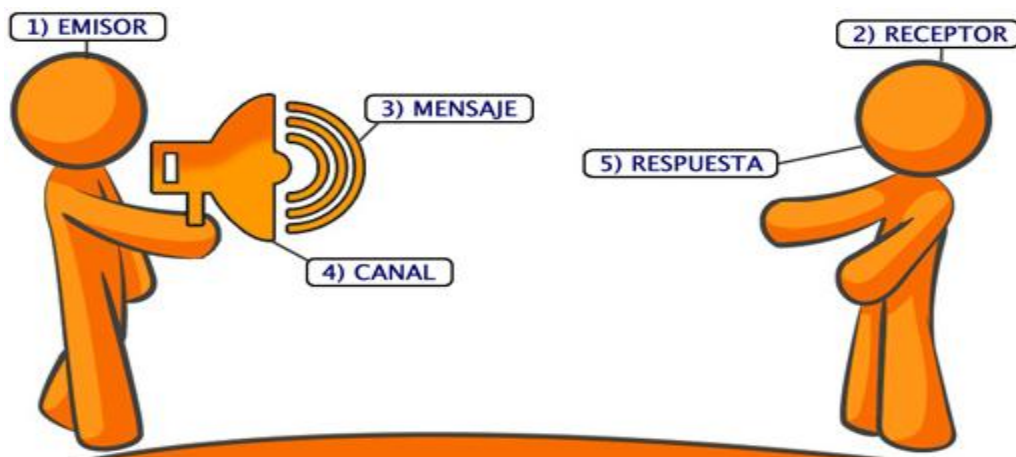 1) EMISOR
2) RECEPTOR
3) MENSAJE
5) RESPUESTA
4) CANAL